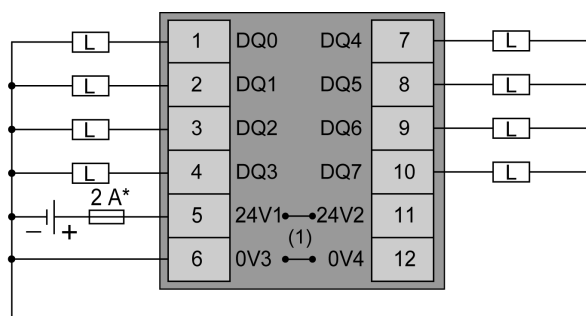 L 1 DQ0 DQ4 7 L
L 2 DQ1 DQ5 8 L
L 3 DQ2 DQ6 9 L
L 4 DQ3 DQ7 10 L
2 A*
− + 5 24V1 24V2 11
(1)
6 0V3 0V4 12